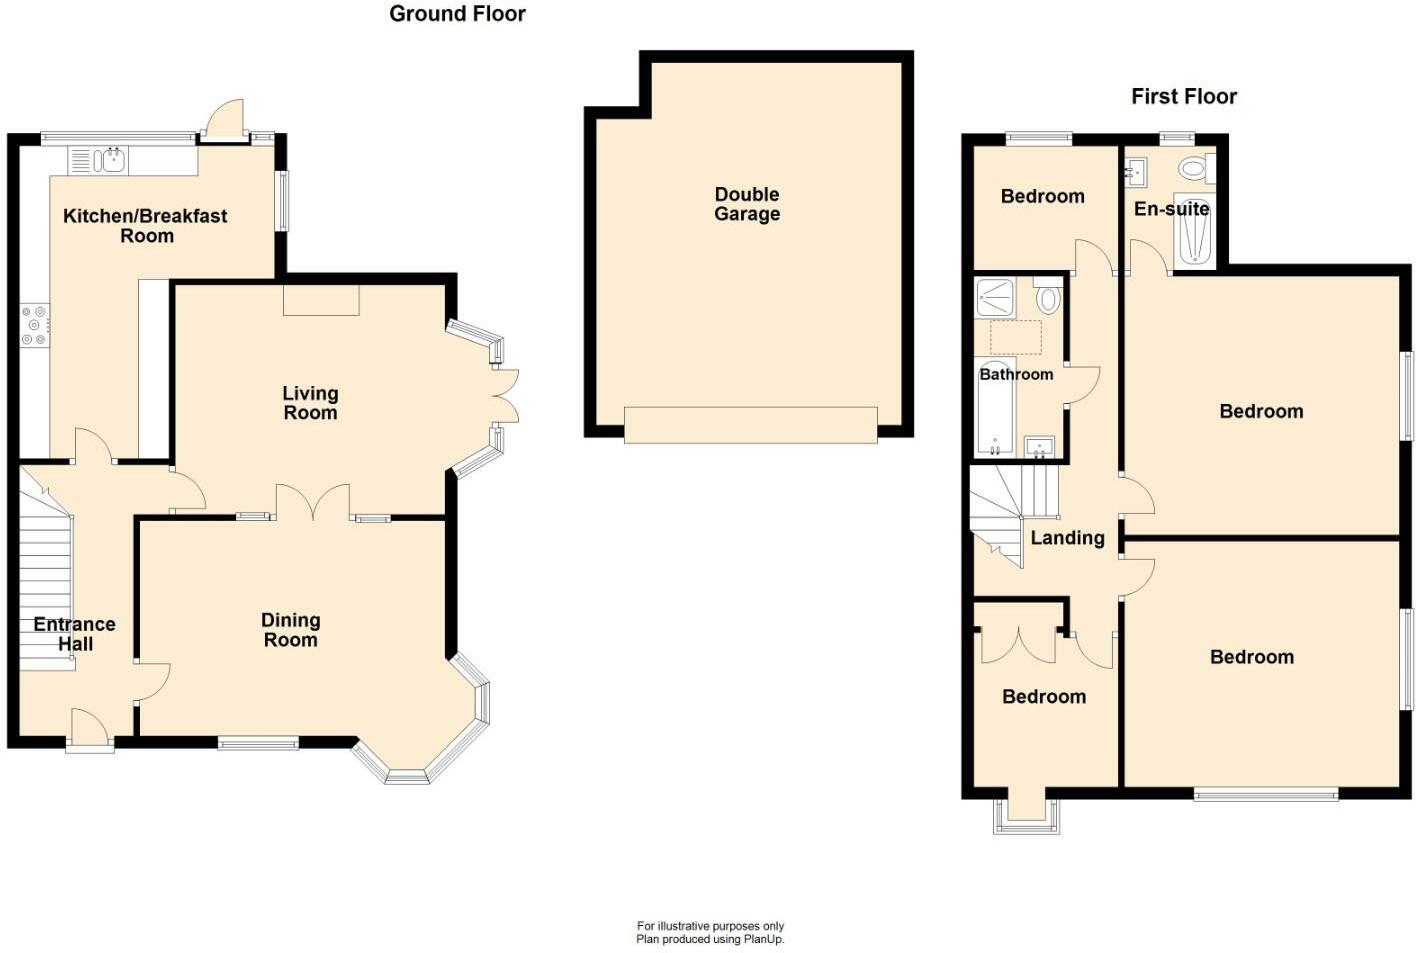 Ground Floor
First Floor
Kitchen/Breakfast
Room
Double
Garage
Bedroom
En-suite
Living
Room
Bathroom
Bedroom
Landing
Entrance
Hall
Dining
Room
Bedroom
Bedroom
For illustrative purposes only
Plan produced using PlanUp.